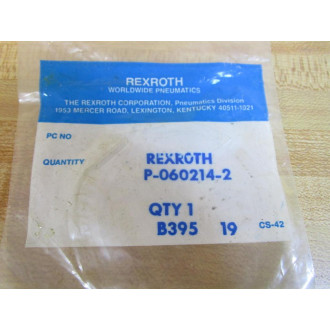 REXROTH
WORLDWIDE PNEUMATICS
THE REXROTH CORPORATION, Pneumatics Division
1953 MERCER ROAD, LEXINGTON, KENTUCKY 40511-1021
PC NO
QUANTITY
REXROTH
P-060214-2
QTY 1
B395 19
CS-42